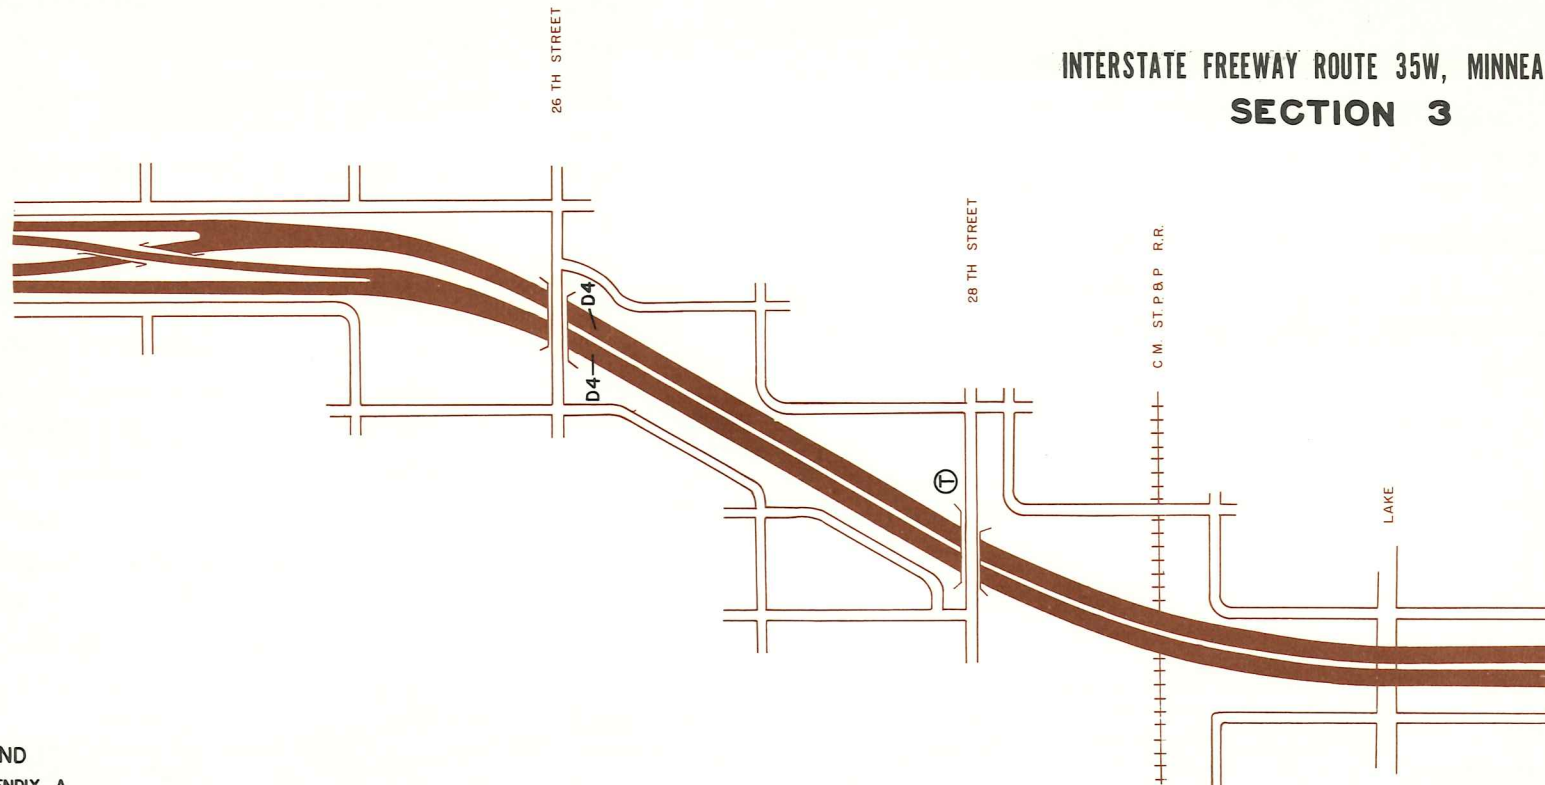 INTERSTATE FREEWAY ROUTE 35W, MINNEA
SECTION 3
26 TH STREET
28 TH STREET
C M. ST. P. & P R.R.
LAKE
D4
D4
T
ND
ENDIX A